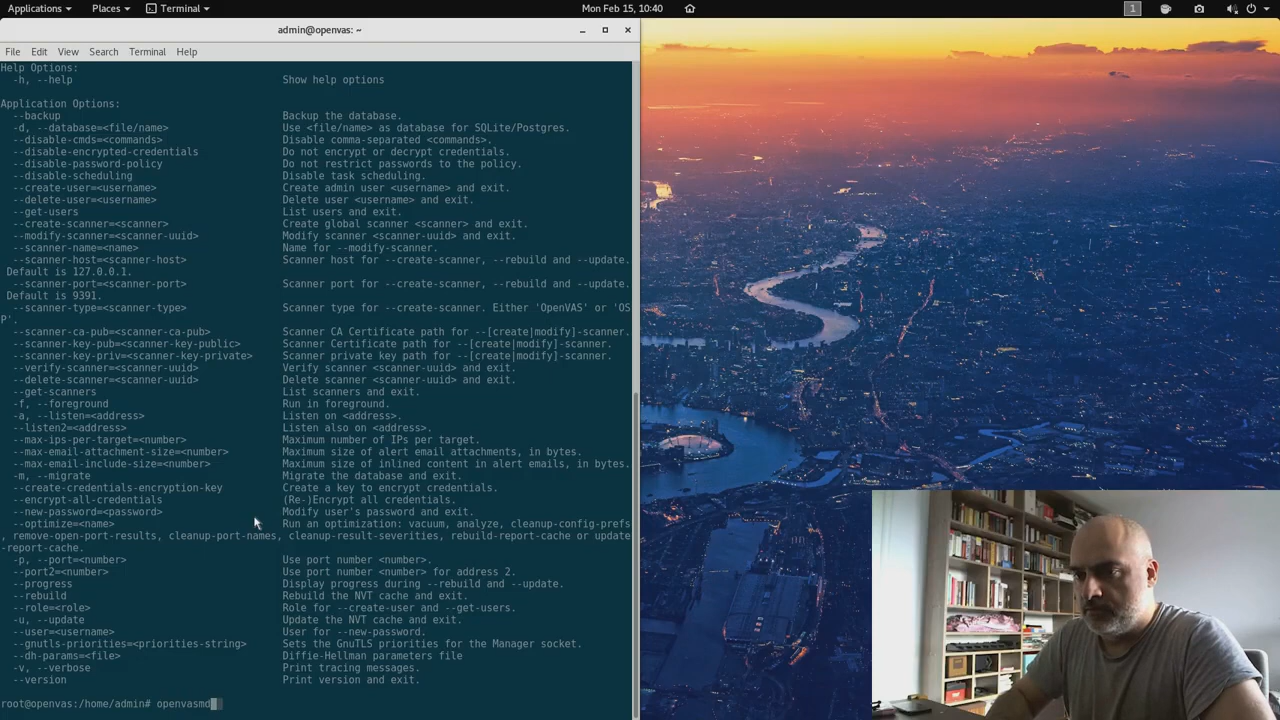 Applications Places Terminal Mon Feb 15, 10:40 1
admin@openvas: ~
File Edit View Search Terminal Help
Help Options:
-h, --help Show help options
Application Options:
--backup Backup the database.
-d, --database=<file/name> Use <file/name> as database for SQLite/Postgres.
--disable-cmds=<commands> Disable comma-separated <commands>.
--disable-encrypted-credentials Do not encrypt or decrypt credentials.
--disable-password-policy Do not restrict passwords to the policy.
--disable-scheduling Disable task scheduling.
--create-user=<username> Create admin user <username> and exit.
--delete-user=<username> Delete user <username> and exit.
--get-users List users and exit.
--create-scanner=<scanner> Create global scanner <scanner> and exit.
--modify-scanner=<scanner-uuid> Modify scanner <scanner-uuid> and exit.
--scanner-name=<name> Name for --modify-scanner.
--scanner-host=<scanner-host> Scanner host for --create-scanner, --rebuild and --update.
Default is 127.0.0.1.
--scanner-port=<scanner-port> Scanner port for --create-scanner, --rebuild and --update.
Default is 9391.
--scanner-type=<scanner-type> Scanner type for --create-scanner. Either 'OpenVAS' or 'OS
P'.
--scanner-ca-pub=<scanner-ca-pub> Scanner CA Certificate path for --[create|modify]-scanner.
--scanner-key-pub=<scanner-key-public> Scanner Certificate path for --[create|modify]-scanner.
--scanner-key-priv=<scanner-key-private> Scanner private key path for --[create|modify]-scanner.
--verify-scanner=<scanner-uuid> Verify scanner <scanner-uuid> and exit.
--delete-scanner=<scanner-uuid> Delete scanner <scanner-uuid> and exit.
--get-scanners List scanners and exit.
-f, --foreground Run in foreground.
-a, --listen=<address> Listen on <address>.
--listen2=<address> Listen also on <address>.
--max-ips-per-target=<number> Maximum number of IPs per target.
--max-email-attachment-size=<number> Maximum size of alert email attachments, in bytes.
--max-email-include-size=<number> Maximum size of inlined content in alert emails, in bytes.
-m, --migrate Migrate the database and exit.
--create-credentials-encryption-key Create a key to encrypt credentials.
--encrypt-all-credentials (Re-)Encrypt all credentials.
--new-password=<password> Modify user's password and exit.
--optimize=<name> Run an optimization: vacuum, analyze, cleanup-config-prefs
, remove-open-port-results, cleanup-port-names, cleanup-result-severities, rebuild-report-cache or update
-report-cache.
-p, --port=<number> Use port number <number>.
--port2=<number> Use port number <number> for address 2.
--progress Display progress during --rebuild and --update.
--rebuild Rebuild the NVT cache and exit.
--role=<role> Role for --create-user and --get-users.
-u, --update Update the NVT cache and exit.
--user=<username> User for --new-password.
--gnutls-priorities=<priorities-string> Sets the GnuTLS priorities for the Manager socket.
--dh-params=<file> Diffie-Hellman parameters file
-v, --verbose Print tracing messages.
--version Print version and exit.
root@openvas:/home/admin# openvasmd